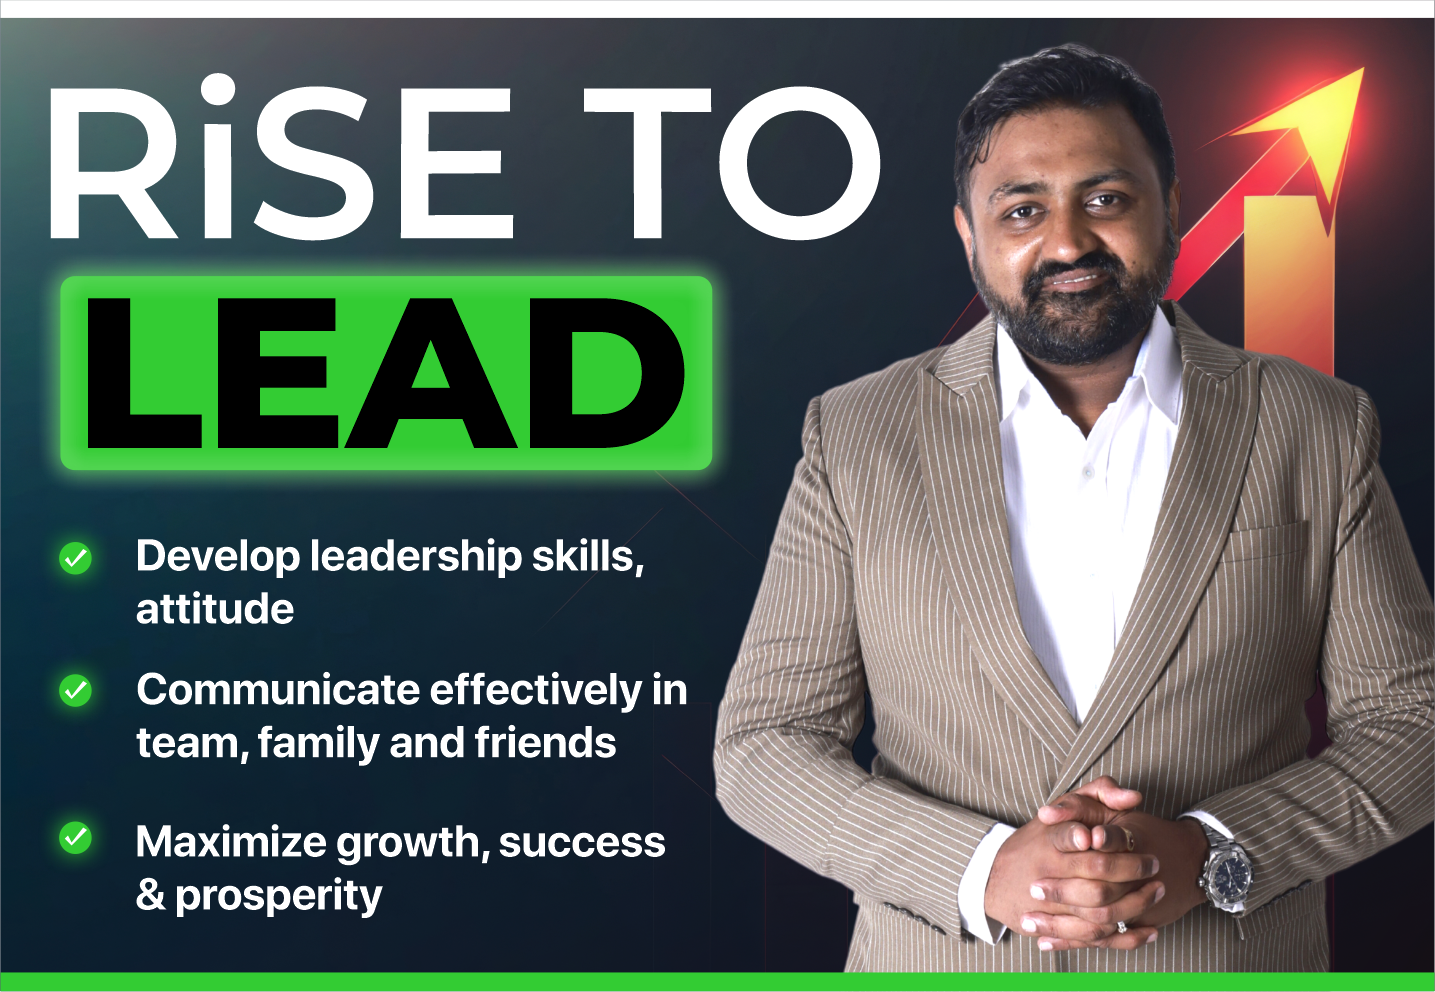 RiSE TO
LEAD
Develop leadership skills,
attitude
Communicate effectively in
team, family and friends
Maximize growth, success
& prosperity